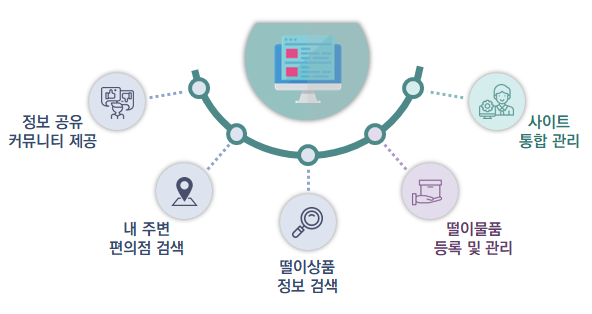 정보 공유
커뮤니티 제공
내 주변
편의점 검색
떨이상품
정보 검색
떨이물품
등록 및 관리
사이트
통합 관리